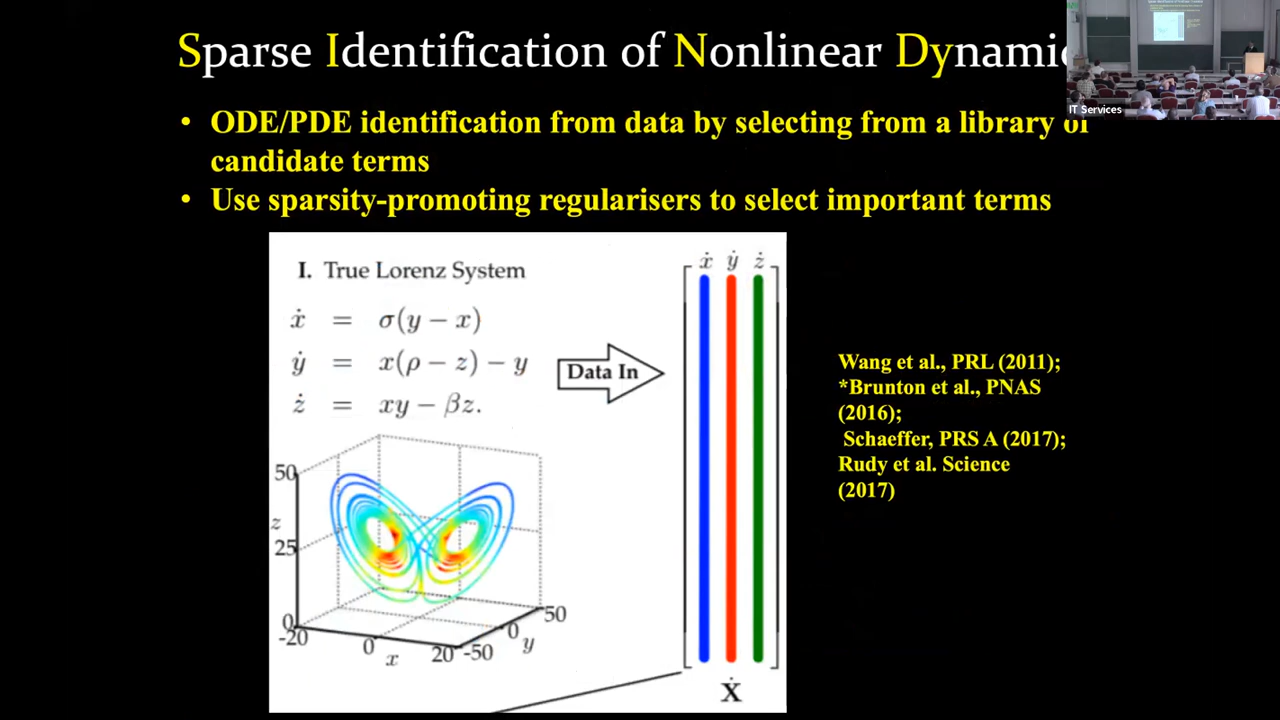 Sparse Identification of Nonlinear Dynamic
IT Services
• ODE/PDE identification from data by selecting from a library of
candidate terms
• Use sparsity-promoting regularisers to select important terms
I. True Lorenz System
ẋ = σ(y − x)
ẏ = x(ρ − z) − y
ż = xy − βz.
Data In
ẋ ẏ ż
Ẋ
50
z
25
0
-20
0
x
20
-50
0
y
50
Wang et al., PRL (2011);
*Brunton et al., PNAS
(2016);
Schaeffer, PRS A (2017);
Rudy et al. Science
(2017)